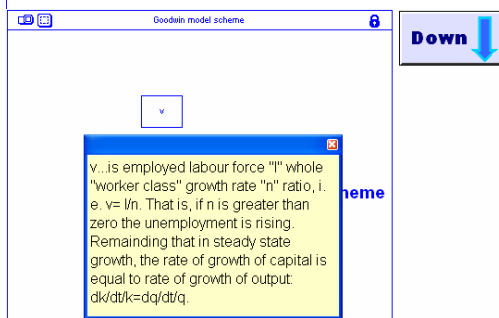 Goodwin model scheme
Down
v
v...is employed labour force "l" whole
"worker class" growth rate "n" ratio, i.
e. v= l/n. That is, if n is greater than
zero the unemployment is rising.
Remainding that in steady state
growth, the rate of growth of capital is
equal to rate of growth of output:
dk/dt/k=dq/dt/q.
heme